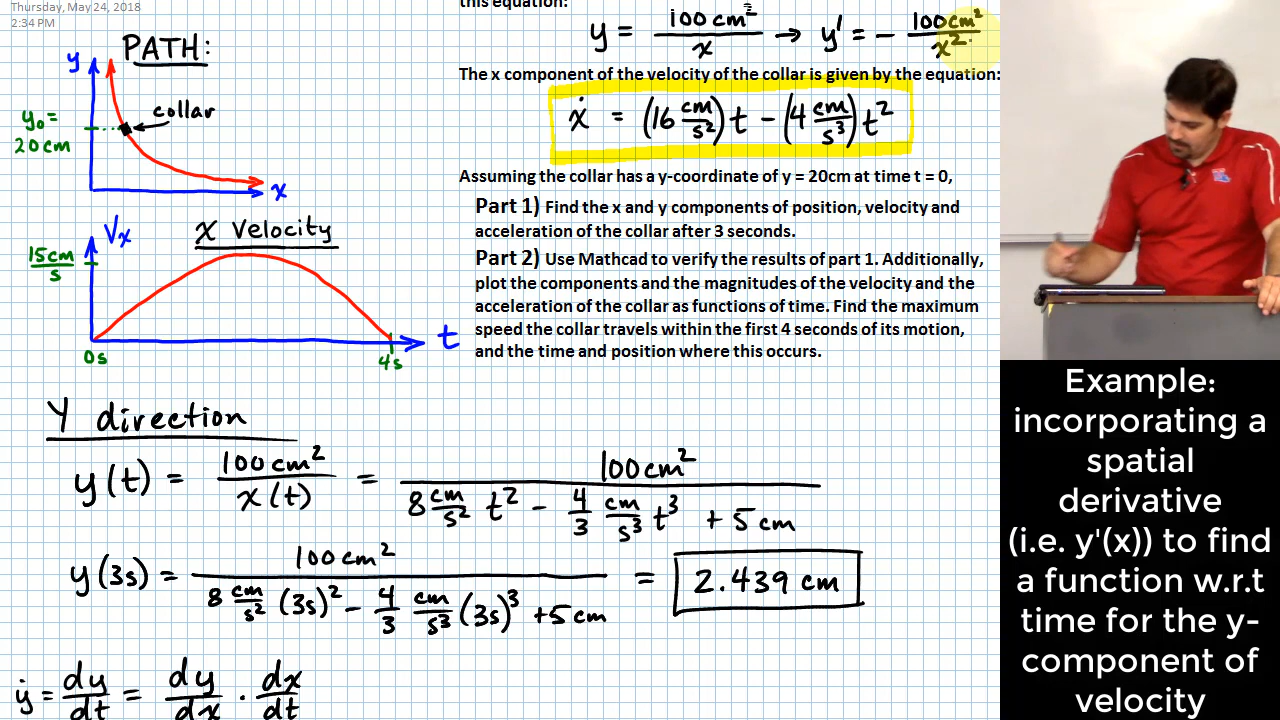 Thursday, May 24, 2018
2:34 PM
this equation:
y = 100 cm² / x → y' = - 100 cm² / x²
The x component of the velocity of the collar is given by the equation:
ẋ = (16 cm/s²) t - (4 cm/s³) t²
Assuming the collar has a y-coordinate of y = 20cm at time t = 0,
Part 1) Find the x and y components of position, velocity and
acceleration of the collar after 3 seconds.
Part 2) Use Mathcad to verify the results of part 1. Additionally,
plot the components and the magnitudes of the velocity and the
acceleration of the collar as functions of time. Find the maximum
speed the collar travels within the first 4 seconds of its motion,
and the time and position where this occurs.
PATH:
y
collar
y₀ =
20cm
x
Vx
X Velocity
15cm/s
t
0s
4s
Y direction
y(t) = 100cm² / x(t) = 100cm² / 8 cm/s² t² - 4/3 cm/s³ t³ + 5 cm
y(3s) = 100cm² / 8 cm/s² (3s)² - 4/3 cm/s³ (3s)³ + 5cm = 2.439 cm
ẏ = dy/dt = dy/dx · dx/dt
Example:
incorporating a
spatial
derivative
(i.e. y'(x)) to find
a function w.r.t
time for the y-
component of
velocity